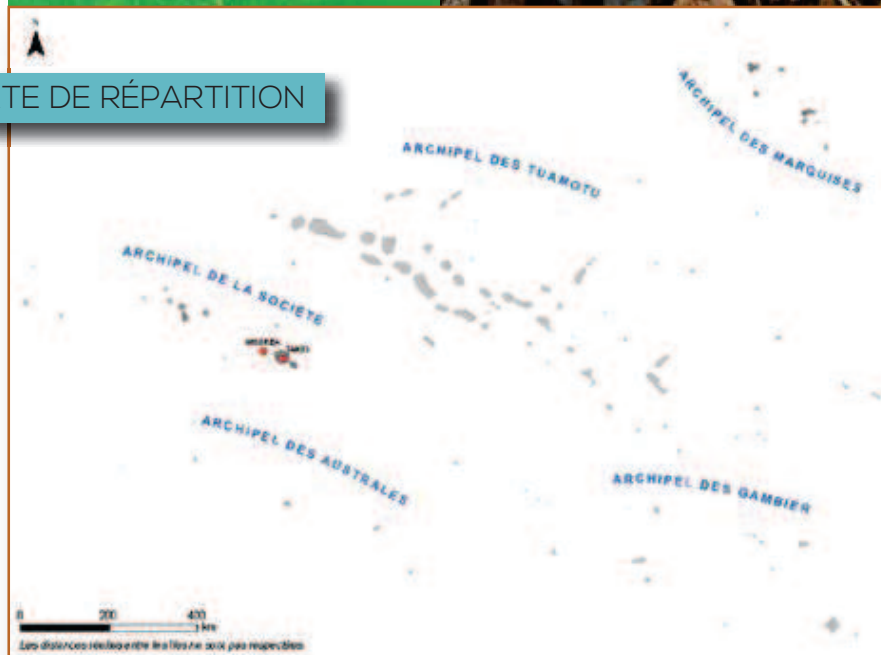 TE DE RÉPARTITION
ARCHIPEL DES MARQUISES
ARCHIPEL DES TUAMOTU
ARCHIPEL DE LA SOCIÉTÉ
MOOREA
TAHITI
ARCHIPEL DES AUSTRALES
ARCHIPEL DES GAMBIER
0 200 400
km
Les distances réelles entre les îles ne sont pas respectées